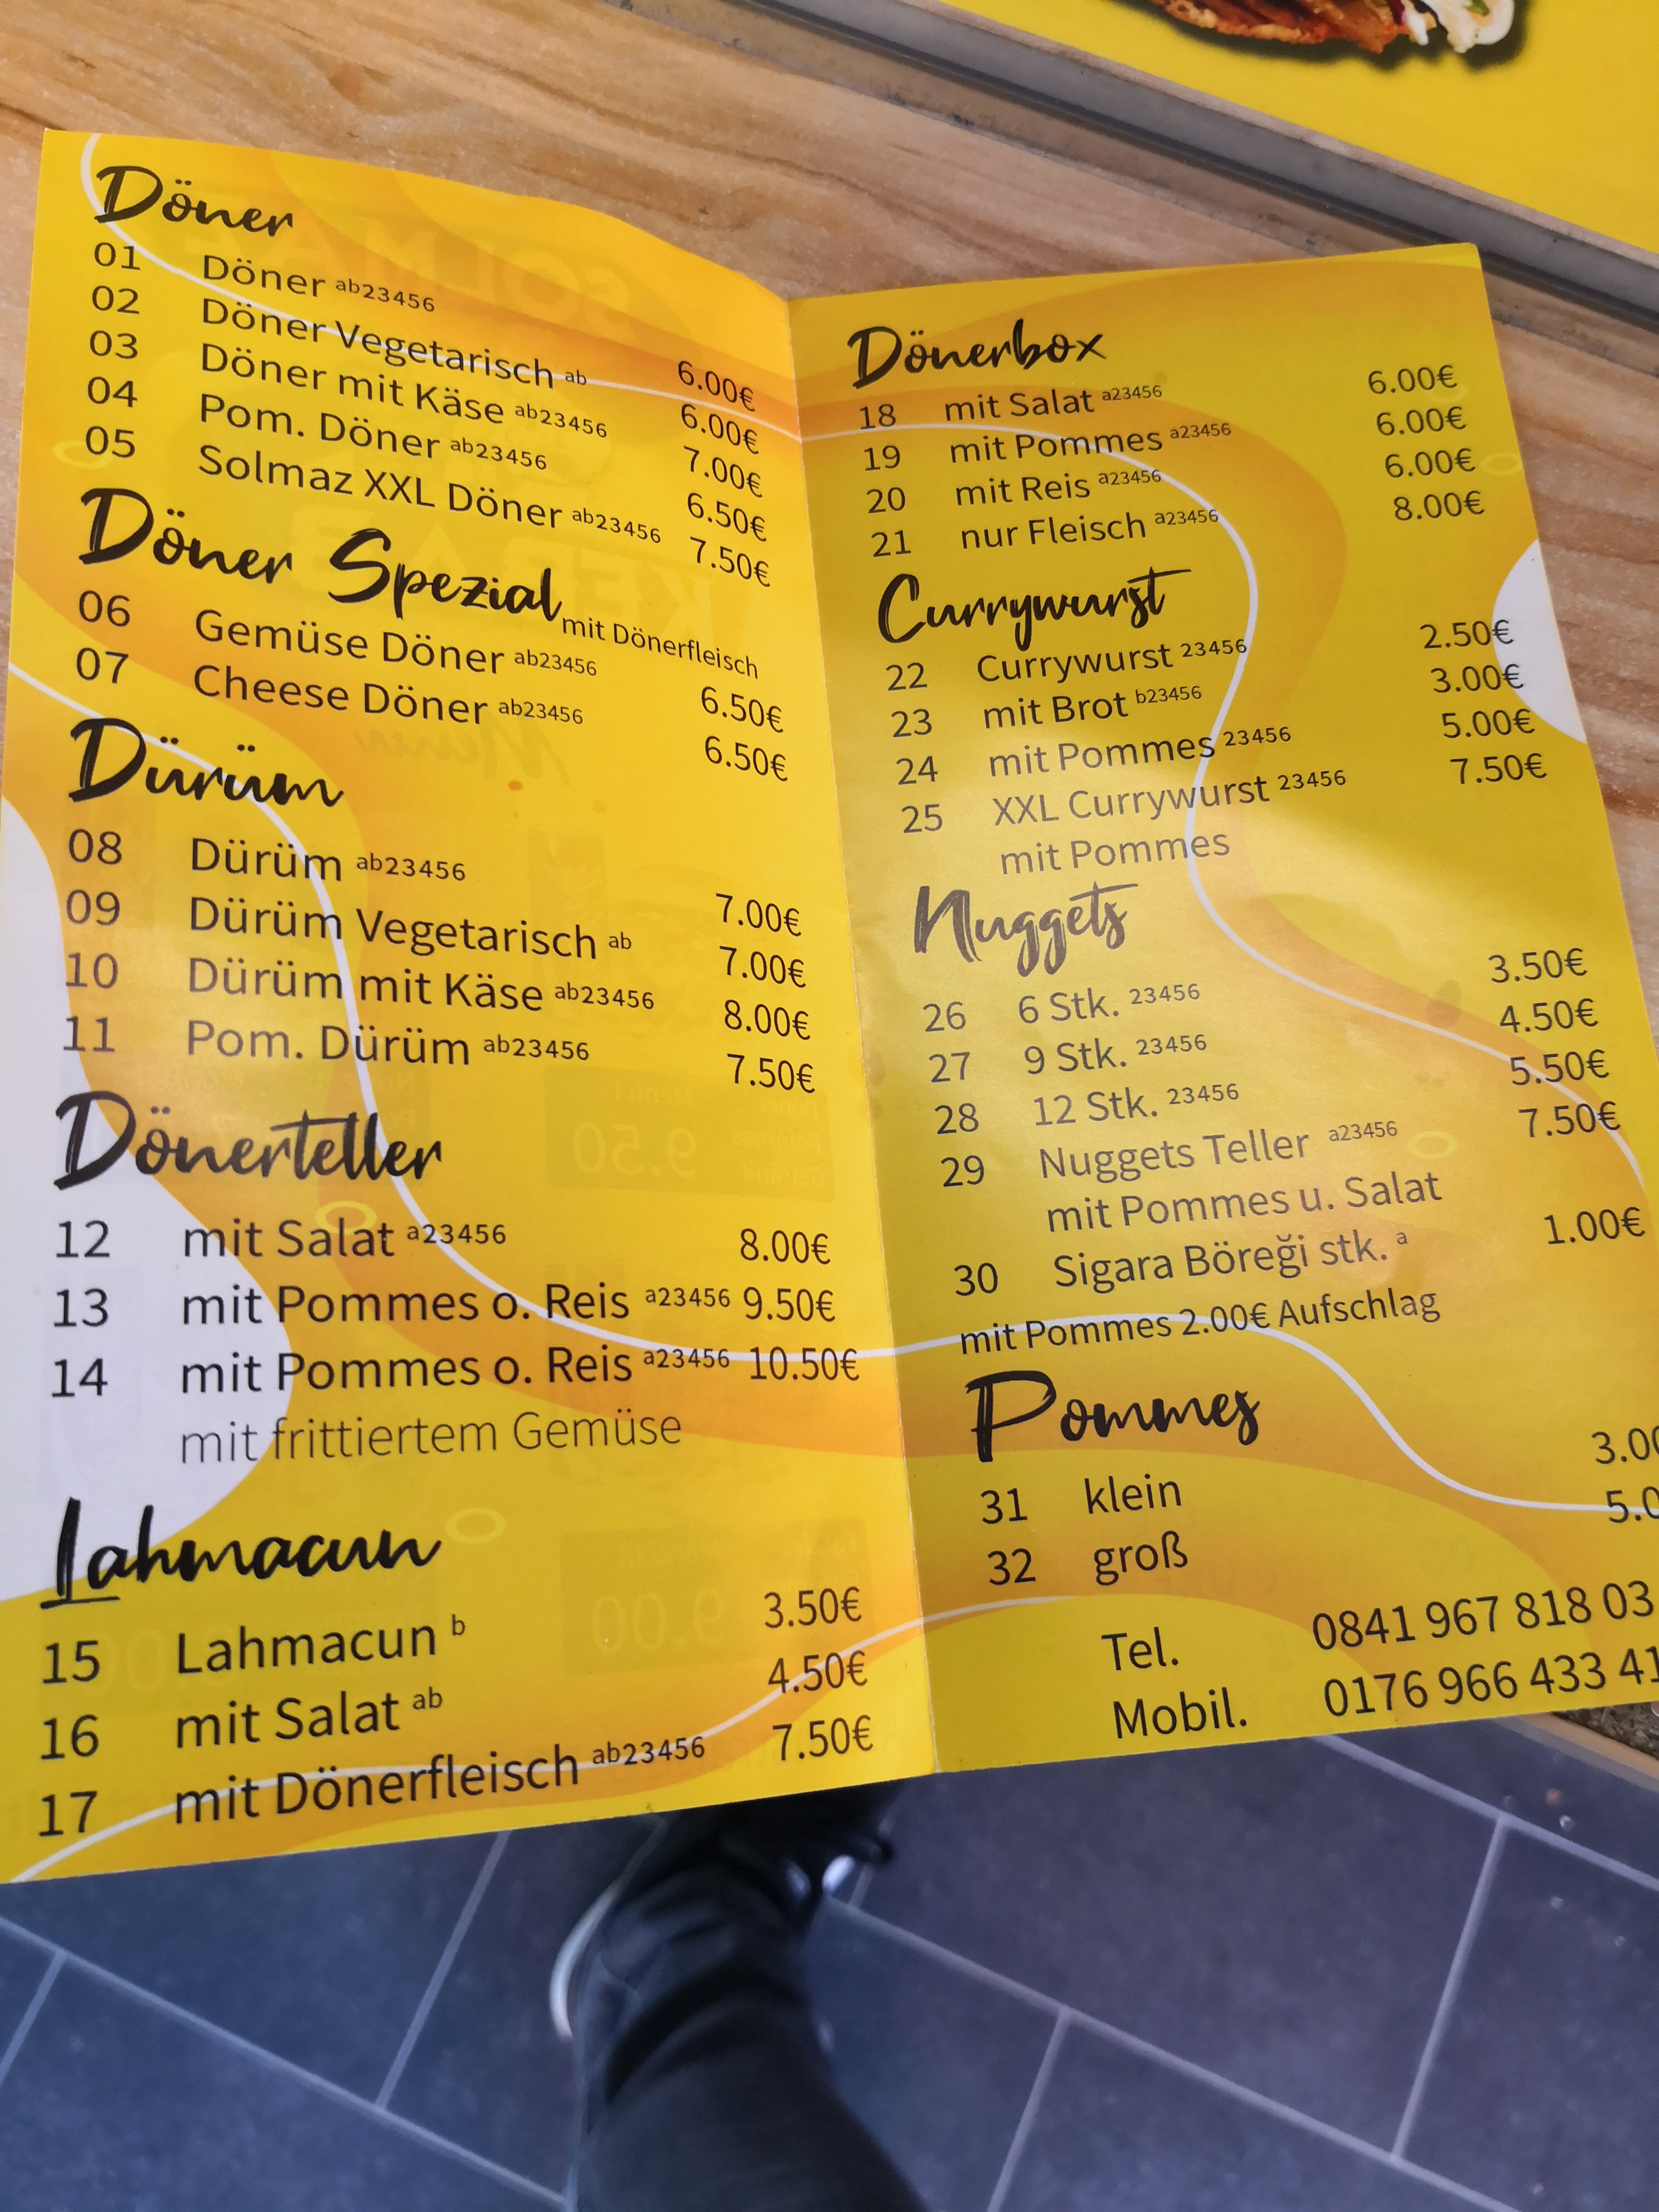 Döner
01 Döner ab23456 6.00€
02 Döner Vegetarisch ab 6.00€
03 Döner mit Käse ab23456 7.00€
04 Pom. Döner ab23456 6.50€
05 Solmaz XXL Döner ab23456 7.50€
Döner Spezial mit Dönerfleisch
06 Gemüse Döner ab23456 6.50€
07 Cheese Döner ab23456 6.50€
Dürüm
08 Dürüm ab23456 7.00€
09 Dürüm Vegetarisch ab 7.00€
10 Dürüm mit Käse ab23456 8.00€
11 Pom. Dürüm ab23456 7.50€
Dönerteller
12 mit Salat a23456 8.00€
13 mit Pommes o. Reis a23456 9.50€
14 mit Pommes o. Reis a23456 10.50€
mit frittiertem Gemüse
Lahmacun
15 Lahmacun b 3.50€
16 mit Salat ab 4.50€
17 mit Dönerfleisch ab23456 7.50€
Dönerbox
18 mit Salat a23456 6.00€
19 mit Pommes a23456 6.00€
20 mit Reis a23456 6.00€
21 nur Fleisch a23456 8.00€
Currywurst
22 Currywurst 23456 2.50€
23 mit Brot b23456 3.00€
24 mit Pommes 23456 5.00€
25 XXL Currywurst 23456 7.50€
mit Pommes
Nuggets
26 6 Stk. 23456 3.50€
27 9 Stk. 23456 4.50€
28 12 Stk. 23456 5.50€
29 Nuggets Teller a23456 7.50€
mit Pommes u. Salat
30 Sigara Böreği stk. a 1.00€
mit Pommes 2.00€ Aufschlag
Pommes
31 klein 3.00
32 groß 5.0
Tel. 0841 967 818 03
Mobil. 0176 966 433 41